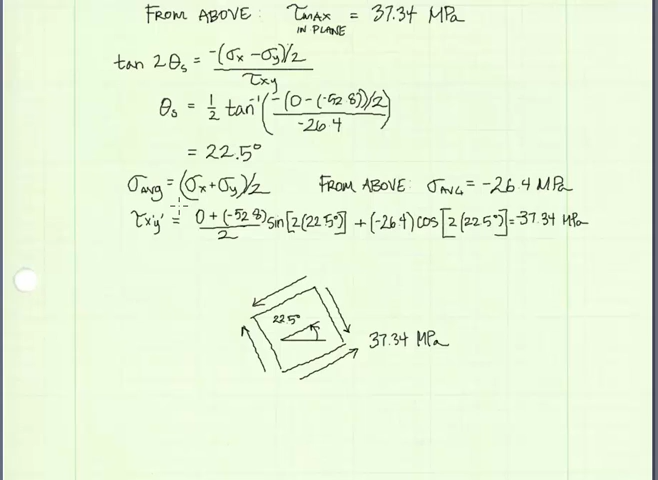 FROM ABOVE: τMAX IN PLANE = 37.34 MPa
tan 2θs = -(σx - σy)/2 / τxy
θs = 1/2 tan⁻¹(-(0-(-52.8))/2 / -26.4)
= 22.5°
σAVG = (σx+σy)/2 FROM ABOVE: σAVG = -26.4 MPa
τx'y' = 0+(-52.8)/2 sin[2(22.5°)] + (-26.4) cos[2(22.5°)] = -37.34 MPa
22.5°
37.34 MPa